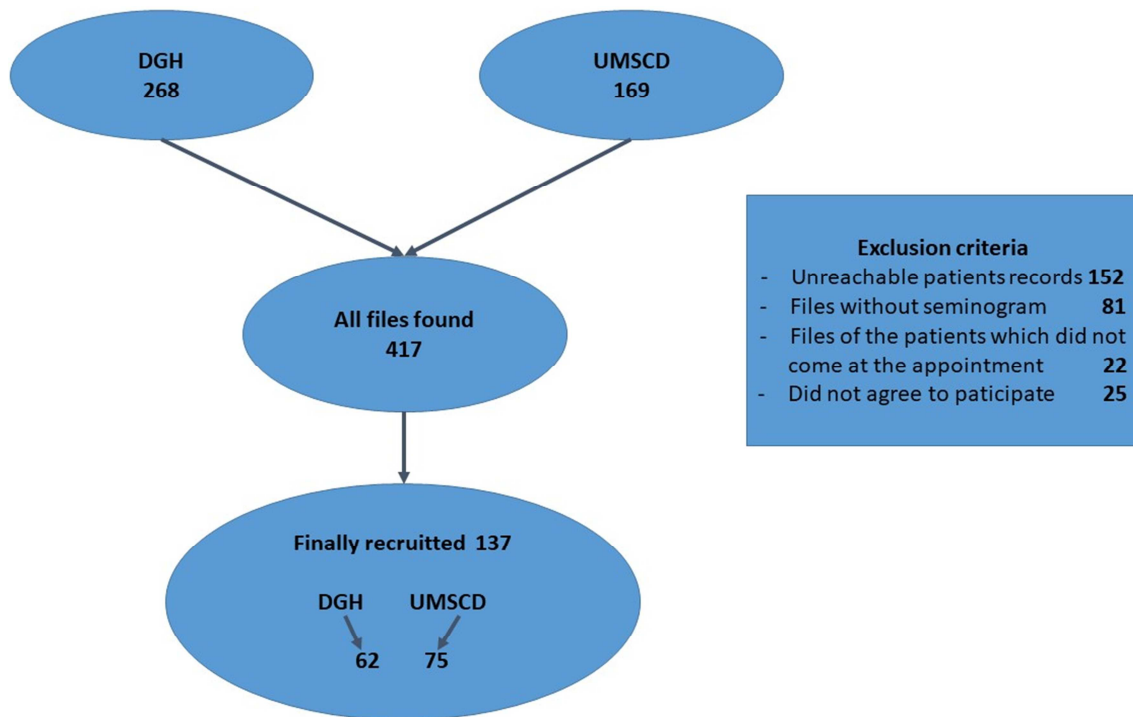 DGH
268
UMSCD
169
All files found
417
Exclusion criteria
- Unreachable patients records 152
- Files without seminogram 81
- Files of the patients which did not
come at the appointment 22
- Did not agree to paticipate 25
Finally recruitted 137
DGH UMSCD
62 75